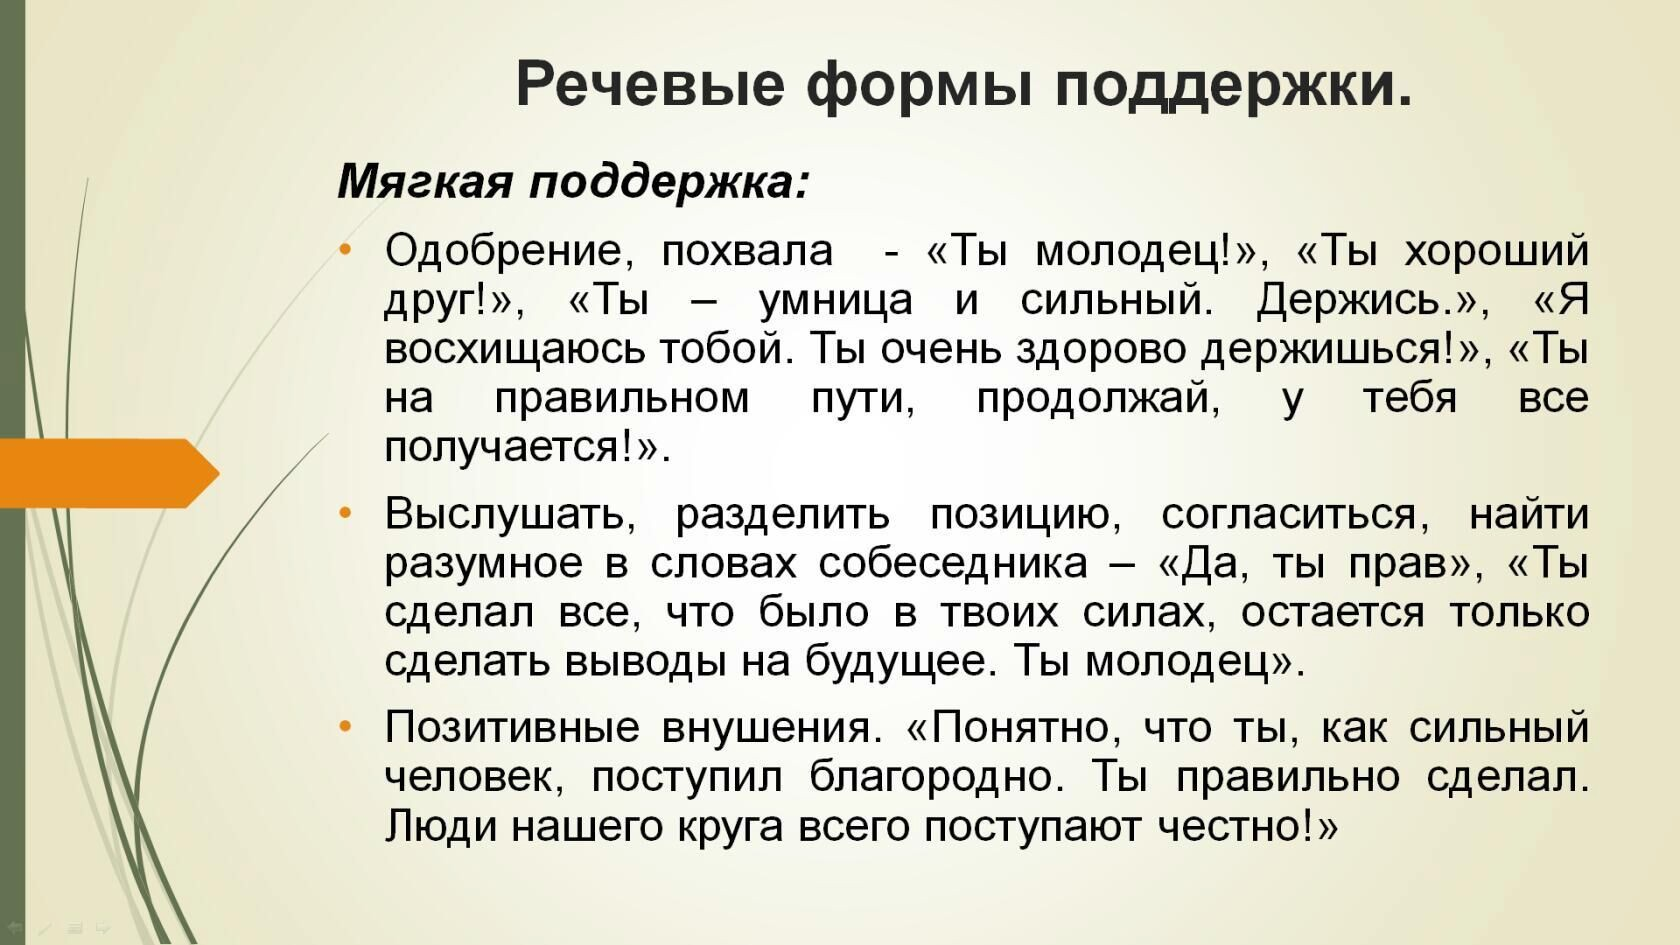 Речевые формы поддержки.
Мягкая поддержка:
• Одобрение, похвала - «Ты молодец!», «Ты хороший
друг!», «Ты – умница и сильный. Держись.», «Я
восхищаюсь тобой. Ты очень здорово держишься!», «Ты
на правильном пути, продолжай, у тебя все
получается!».
• Выслушать, разделить позицию, согласиться, найти
разумное в словах собеседника – «Да, ты прав», «Ты
сделал все, что было в твоих силах, остается только
сделать выводы на будущее. Ты молодец».
• Позитивные внушения. «Понятно, что ты, как сильный
человек, поступил благородно. Ты правильно сделал.
Люди нашего круга всего поступают честно!»